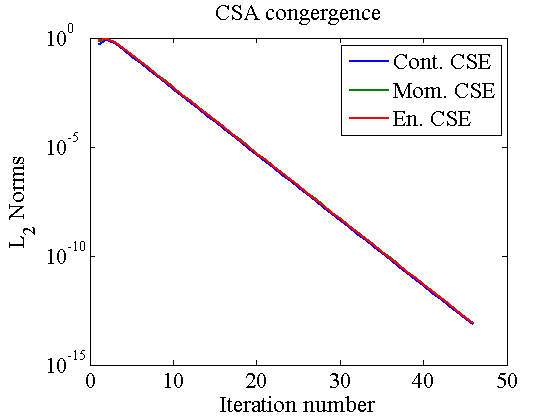 CSA congergence
10^0
10^-5
10^-10
10^-15
L_2 Norms
Cont. CSE
Mom. CSE
En. CSE
0 10 20 30 40 50
Iteration number